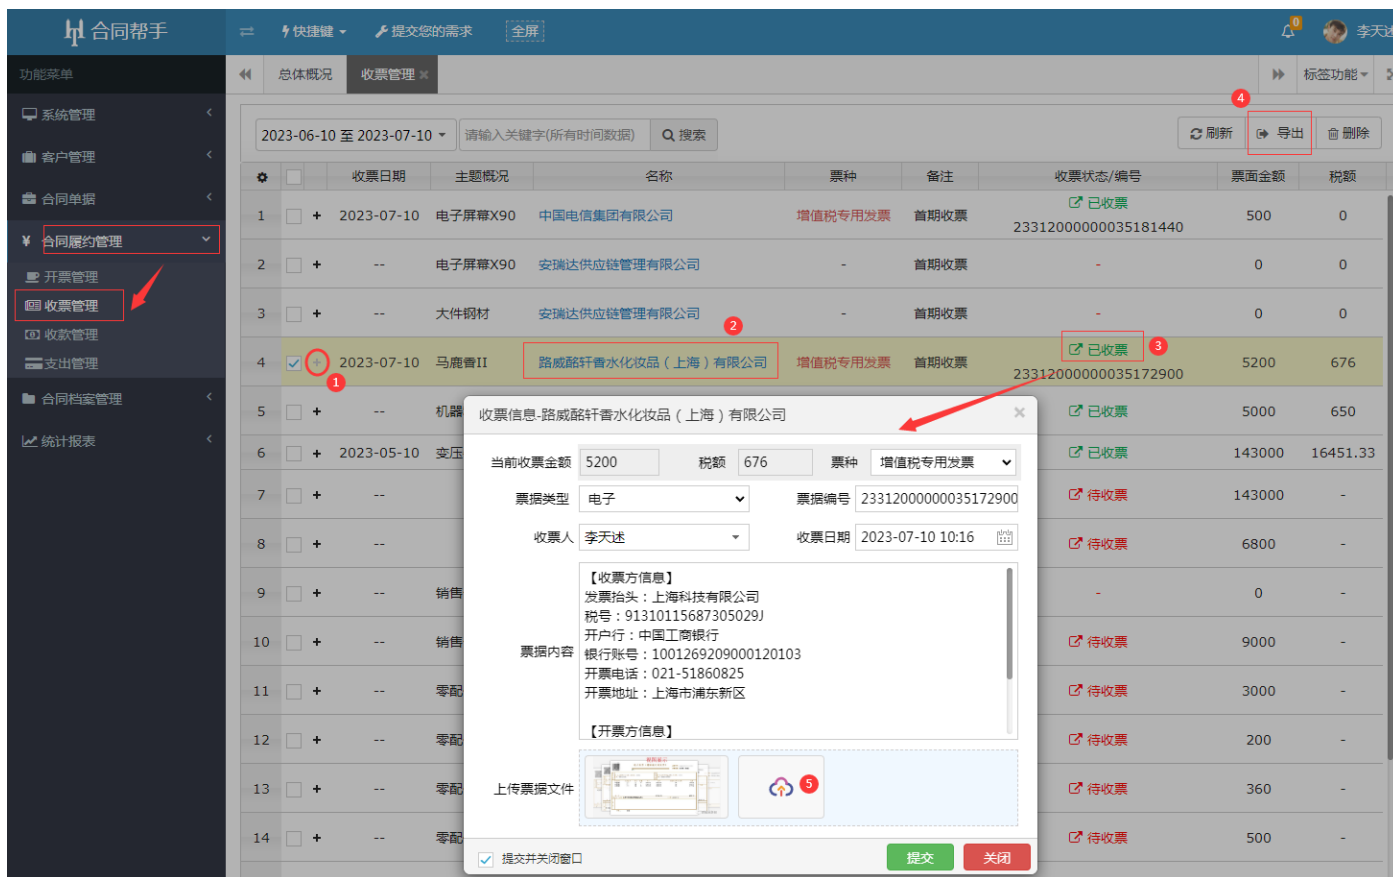 合同帮手
快捷键
提交您的需求
全屏
0
李天述
功能菜单
总体概况
收票管理
标签功能
系统管理
客户管理
合同单据
¥ 合同履约管理
开票管理
收票管理
收款管理
支出管理
合同档案管理
统计报表
2023-06-10 至 2023-07-10
请输入关键字(所有时间数据)
搜索
4
刷新
导出
删除
收票日期 主题概况 名称 票种 备注 收票状态/编号 票面金额 税额
1 + 2023-07-10 电子屏幕X90 中国电信集团有限公司 增值税专用发票 首期收票 已收票 23312000000035181440 500 0
2 + -- 电子屏幕X90 安瑞达供应链管理有限公司 - 首期收票 - 0 0
3 + -- 大件钢材 安瑞达供应链管理有限公司 - 首期收票 - 0 0
2
4 + 2023-07-10 马鹿香II 路威酩轩香水化妆品（上海）有限公司 增值税专用发票 首期收票 已收票 23312000000035172900 5200 676
3
1
5 + -- 机器 已收票 5000 650
6 + 2023-05-10 变压 已收票 143000 16451.33
7 + -- 待收票 143000 -
8 + -- 待收票 6800 -
9 + -- 销售 - 0 -
10 + -- 销售 待收票 9000 -
11 + -- 零配 待收票 3000 -
12 + -- 零配 待收票 200 -
13 + -- 零配 待收票 360 -
14 + -- 零配 待收票 500 -
收票信息-路威酩轩香水化妆品（上海）有限公司
当前收票金额 5200 税额 676 票种 增值税专用发票
票据类型 电子 票据编号 23312000000035172900
收票人 李天述 收票日期 2023-07-10 10:16
票据内容
【收票方信息】
发票抬头：上海科技有限公司
税号：91310115687305029J
开户行：中国工商银行
银行账号：1001269209000120103
开票电话：021-51860825
开票地址：上海市浦东新区
【开票方信息】
上传票据文件
5
提交并关闭窗口
提交
关闭